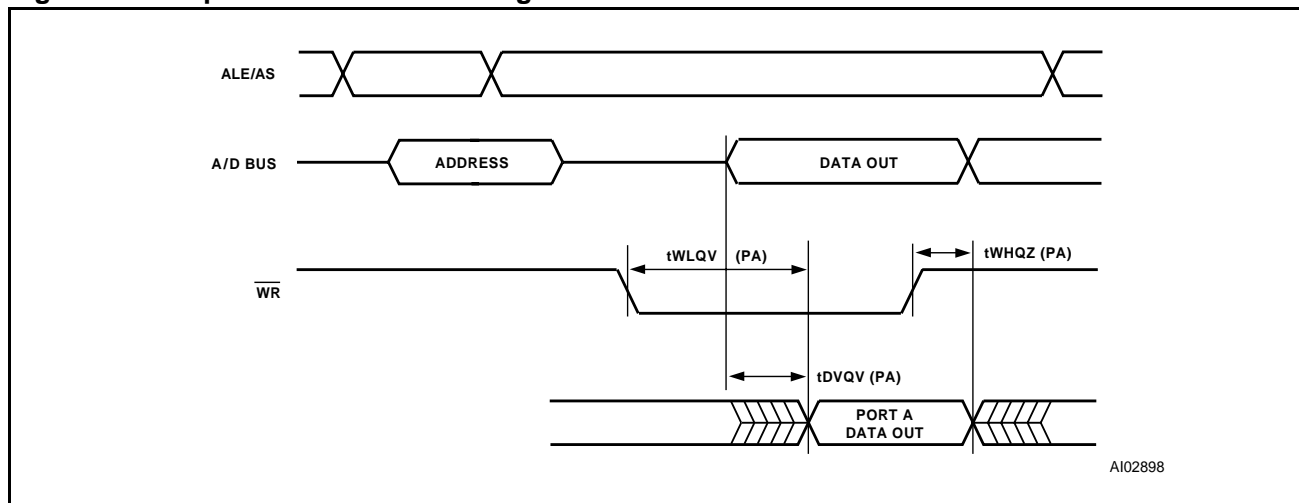 ALE/AS
A/D BUS
ADDRESS
DATA OUT
tWLQV (PA)
tWHQZ (PA)
WR
tDVQV (PA)
PORT A
DATA OUT
AI02898